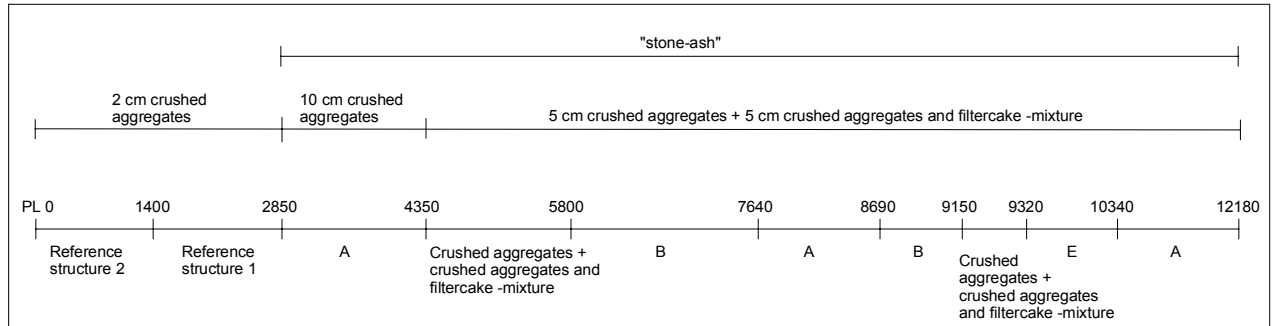 "stone-ash"
2 cm crushed
aggregates
10 cm crushed
aggregates
5 cm crushed aggregates + 5 cm crushed aggregates and filtercake -mixture
PL 0 1400 2850 4350 5800 7640 8690 9150 9320 10340 12180
Reference
structure 2
Reference
structure 1
A
Crushed aggregates +
crushed aggregates and
filtercake -mixture
B
A
B
Crushed
aggregates +
crushed aggregates
and filtercake -mixture
E
A